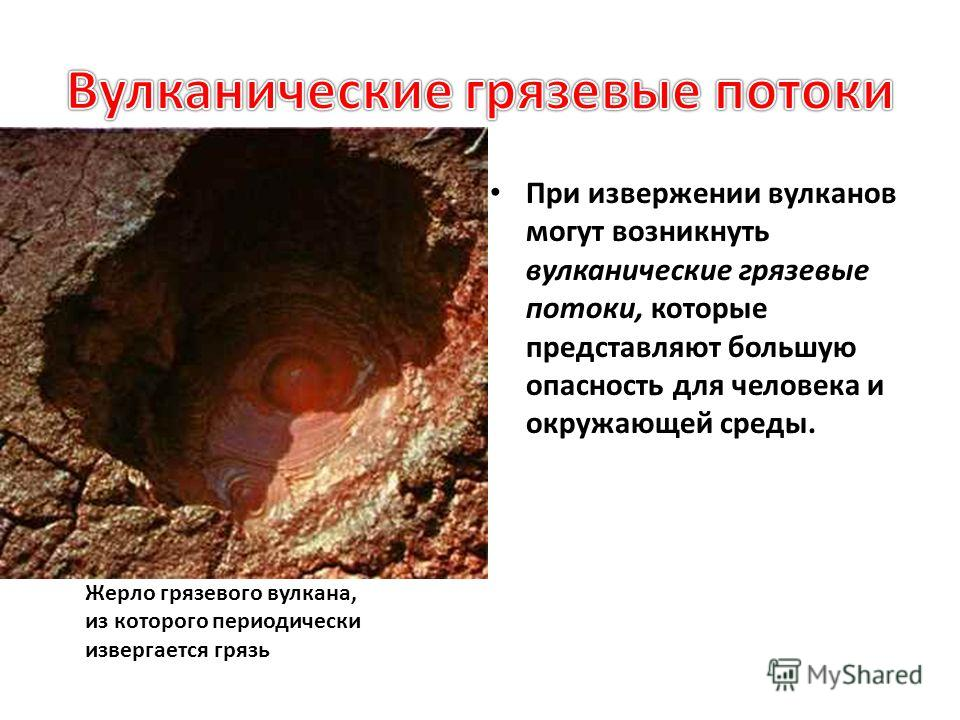 Вулканические грязевые потоки
• При извержении вулканов
могут возникнуть
вулканические грязевые
потоки, которые
представляют большую
опасность для человека и
окружающей среды.
Жерло грязевого вулкана,
из которого периодически
извергается грязь
MyShared